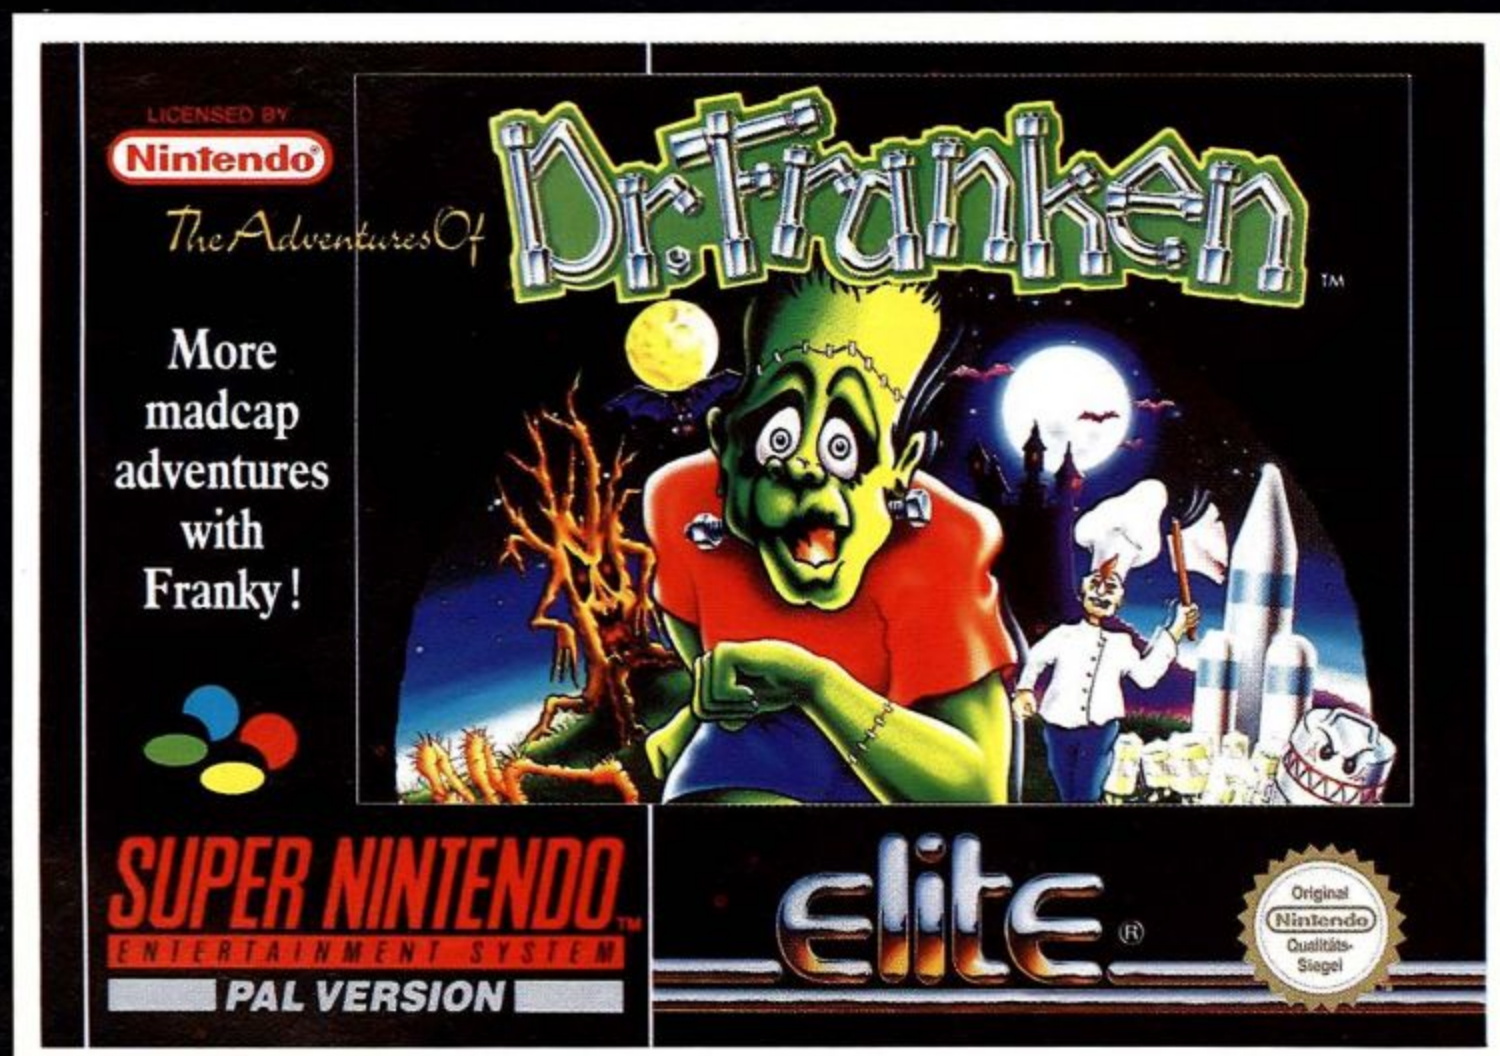 LICENSED BY
Nintendo®
The Adventures Of
Dr. Franken
TM
More
madcap
adventures
with
Franky!
SUPER NINTENDO TM
ENTERTAINMENT SYSTEM
PAL VERSION
elite ®
Original
Nintendo
Qualitäts-
Siegel